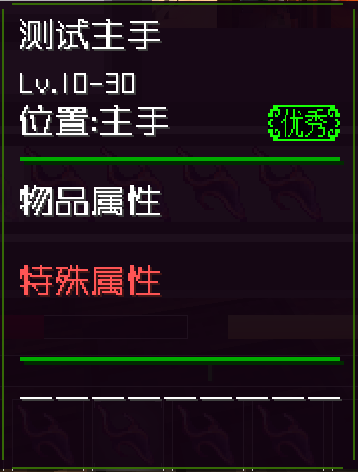 测试主手
Lv.10-30
位置:主手
优秀
物品属性
特殊属性